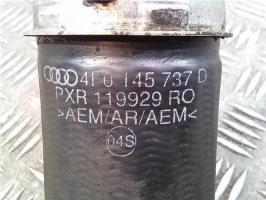 4F0 145 737 D
PXR 119929 RO
>AEM/AR/AEM<
04S